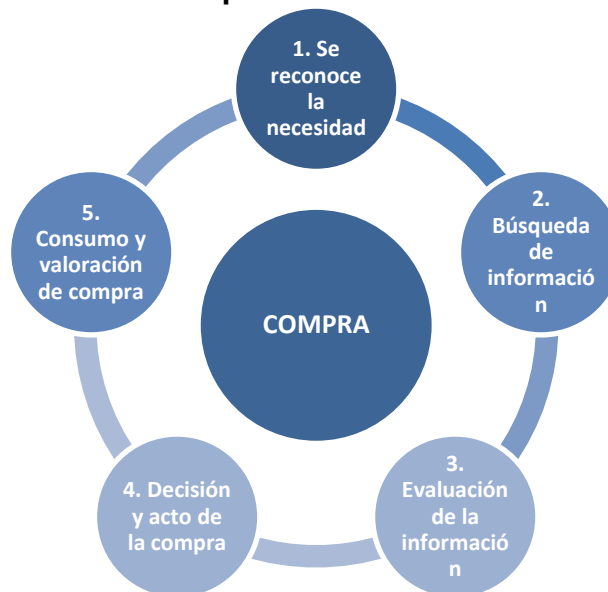 1. Se
reconoce
la
necesidad
2.
Búsqueda
de
informació
n
3.
Evaluación
de la
informació
n
4. Decisión
y acto de
la compra
5.
Consumo y
valoración
de compra
COMPRA